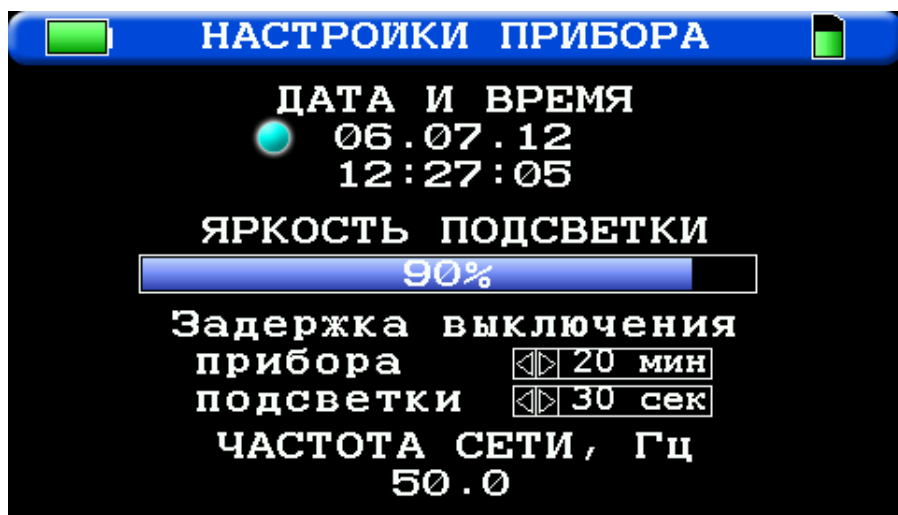 НАСТРОЙКИ ПРИБОРА
ДАТА И ВРЕМЯ
06.07.12
12:27:05
ЯРКОСТЬ ПОДСВЕТКИ
90%
Задержка выключения
прибора 20 мин
подсветки 30 сек
ЧАСТОТА СЕТИ, Гц
50.0